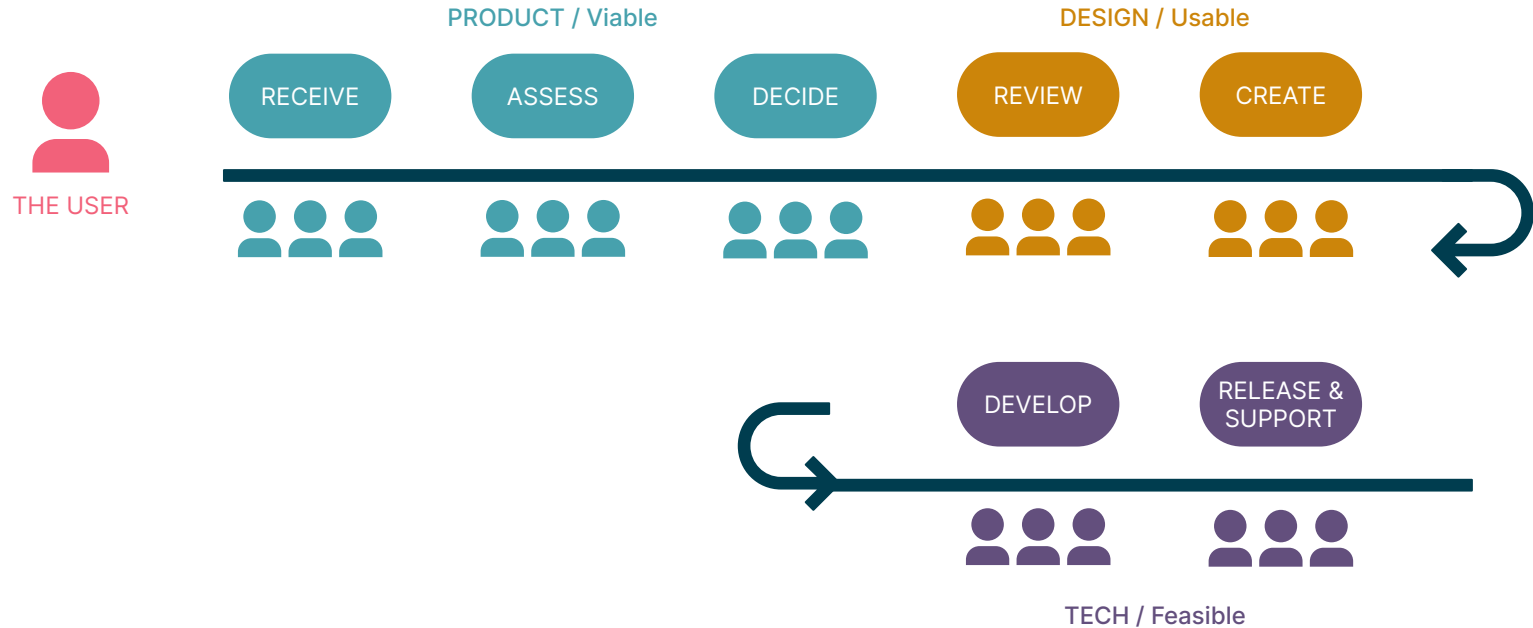 PRODUCT / Viable
DESIGN / Usable
RECEIVE
ASSESS
DECIDE
REVIEW
CREATE
THE USER
DEVELOP
RELEASE &
SUPPORT
TECH / Feasible